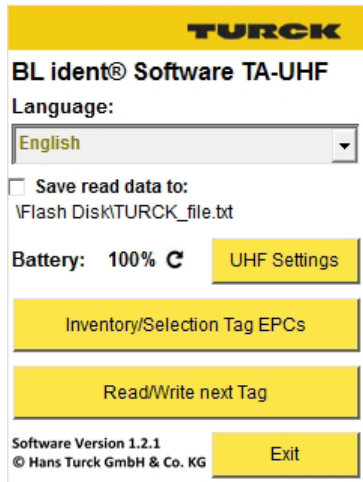 TURCK
BL ident® Software TA-UHF
Language:
English
Save read data to:
\Flash Disk\TURCK_file.txt
Battery: 100% UHF Settings
Inventory/Selection Tag EPCs
Read/Write next Tag
Software Version 1.2.1
© Hans Turck GmbH & Co. KG
Exit